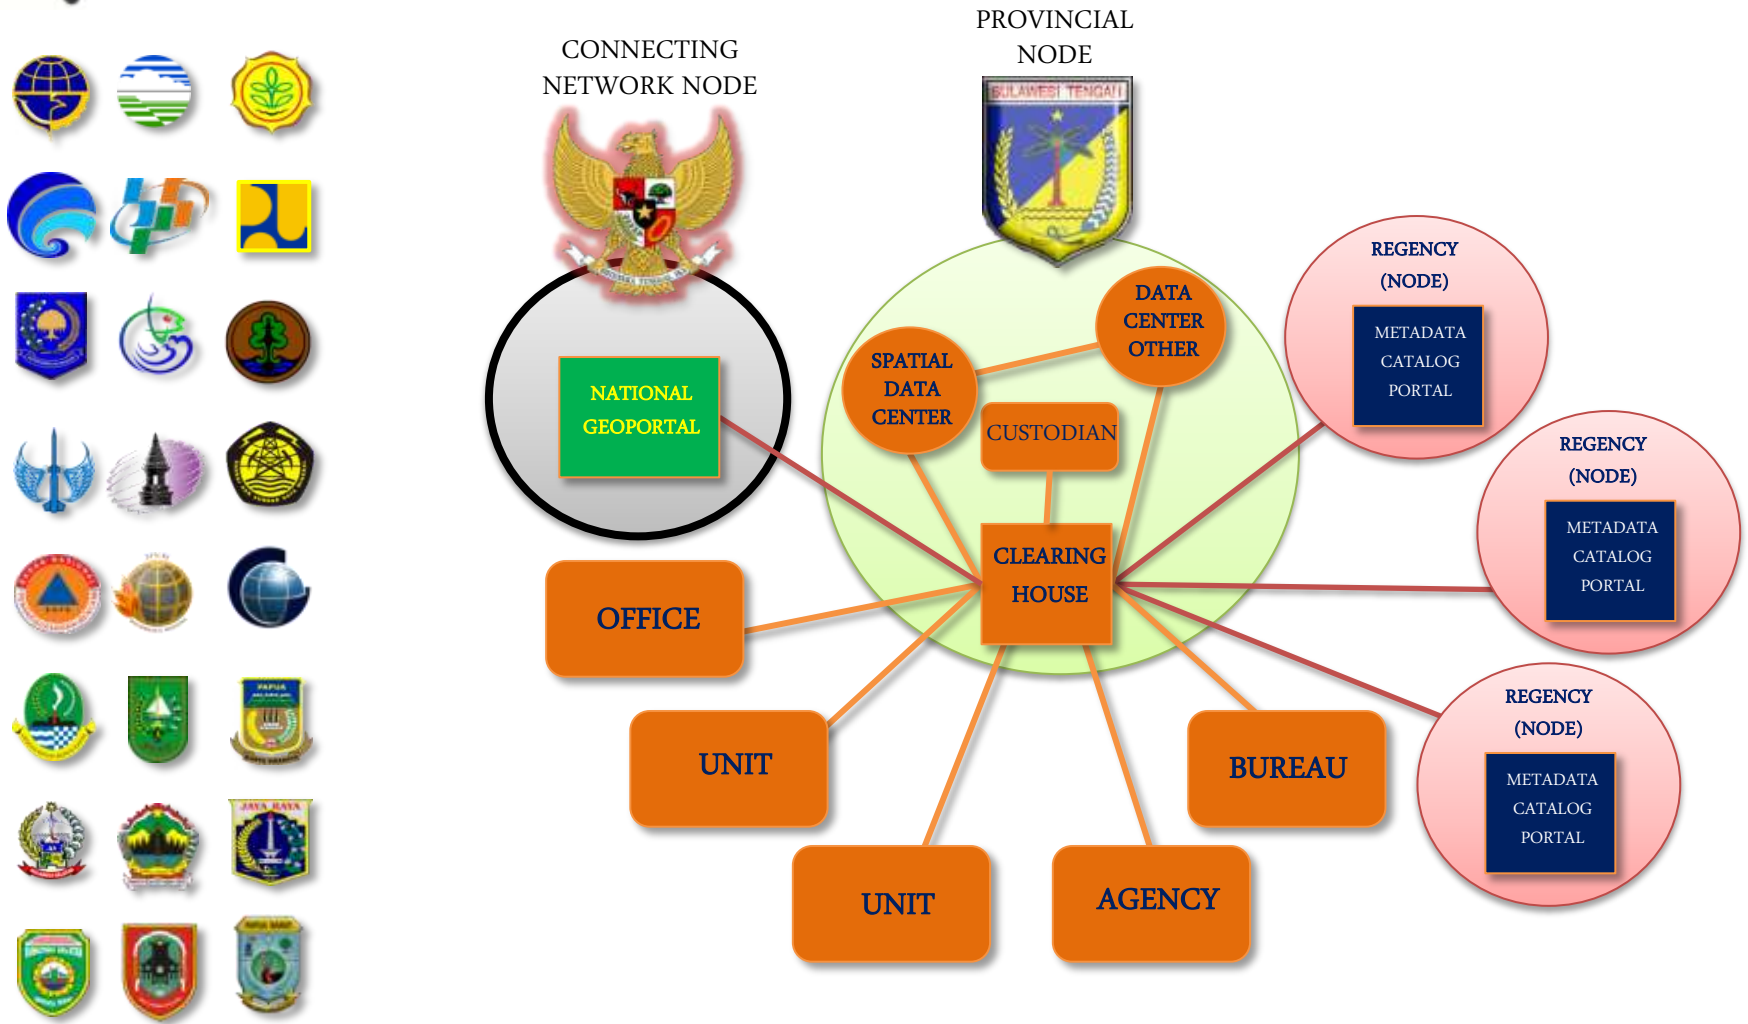 CONNECTING
NETWORK NODE
PROVINCIAL
NODE
SULAWESI TENGAH
NATIONAL
GEOPORTAL
DATA
CENTER
OTHER
SPATIAL
DATA
CENTER
CUSTODIAN
CLEARING
HOUSE
REGENCY
(NODE)
METADATA
CATALOG
PORTAL
REGENCY
(NODE)
METADATA
CATALOG
PORTAL
REGENCY
(NODE)
METADATA
CATALOG
PORTAL
OFFICE
UNIT
UNIT
AGENCY
BUREAU
PAPUA
JAYA RAYA